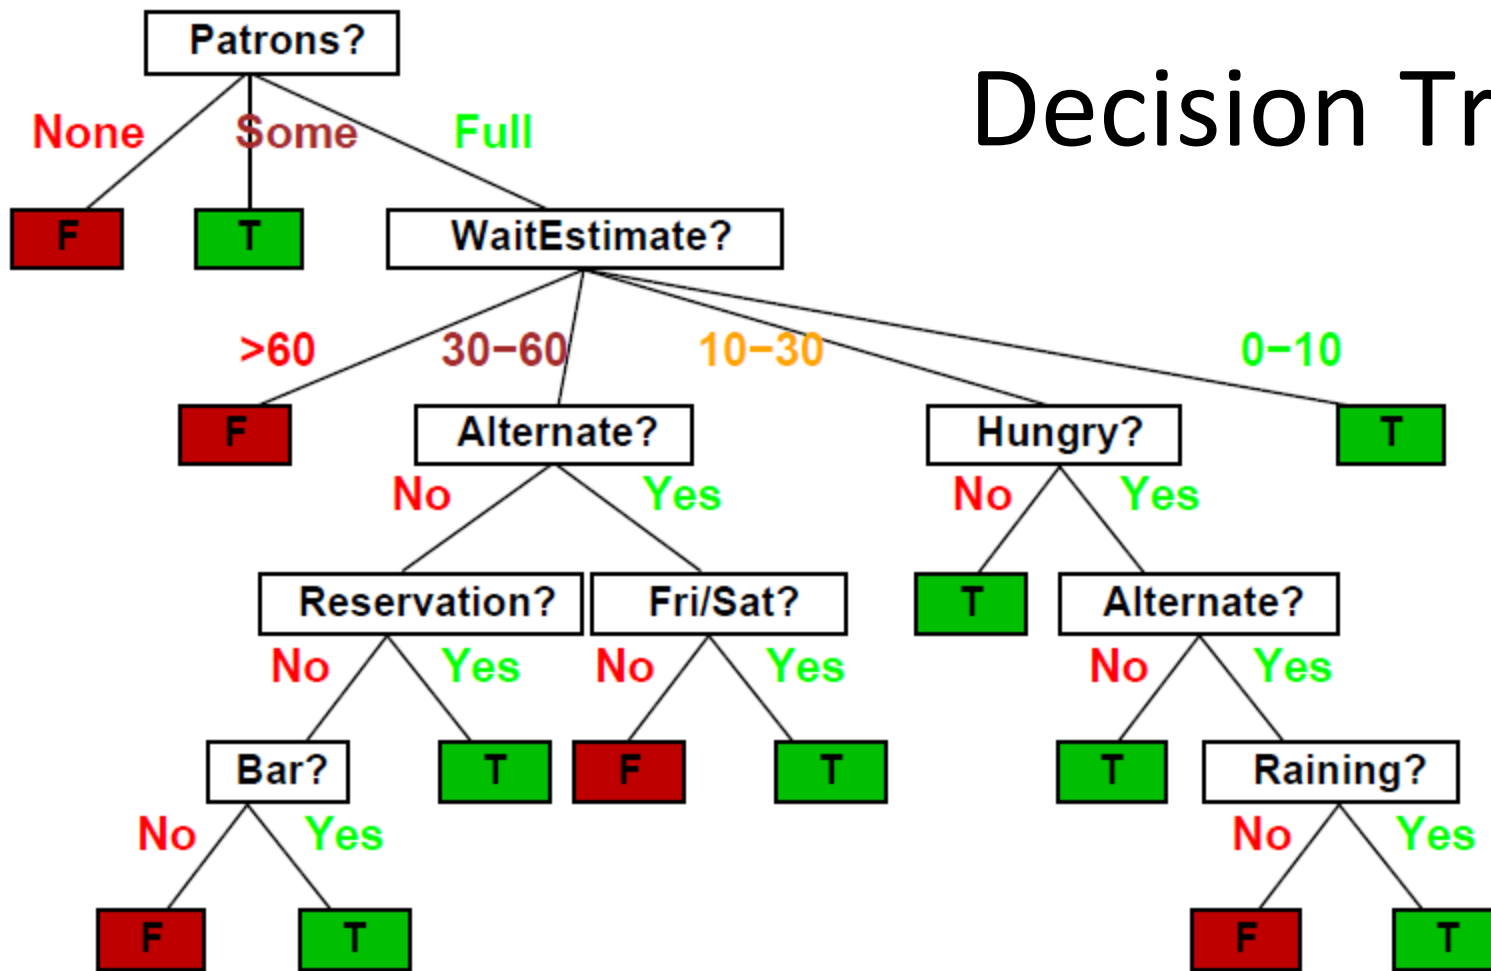 Patrons?
Decision Tr
None Some Full
F T WaitEstimate?
>60 30−60 10−30 0−10
F Alternate? Hungry? T
No Yes No Yes
Reservation? Fri/Sat? T Alternate?
No Yes No Yes No Yes
Bar? T F T T Raining?
No Yes No Yes
F T F T